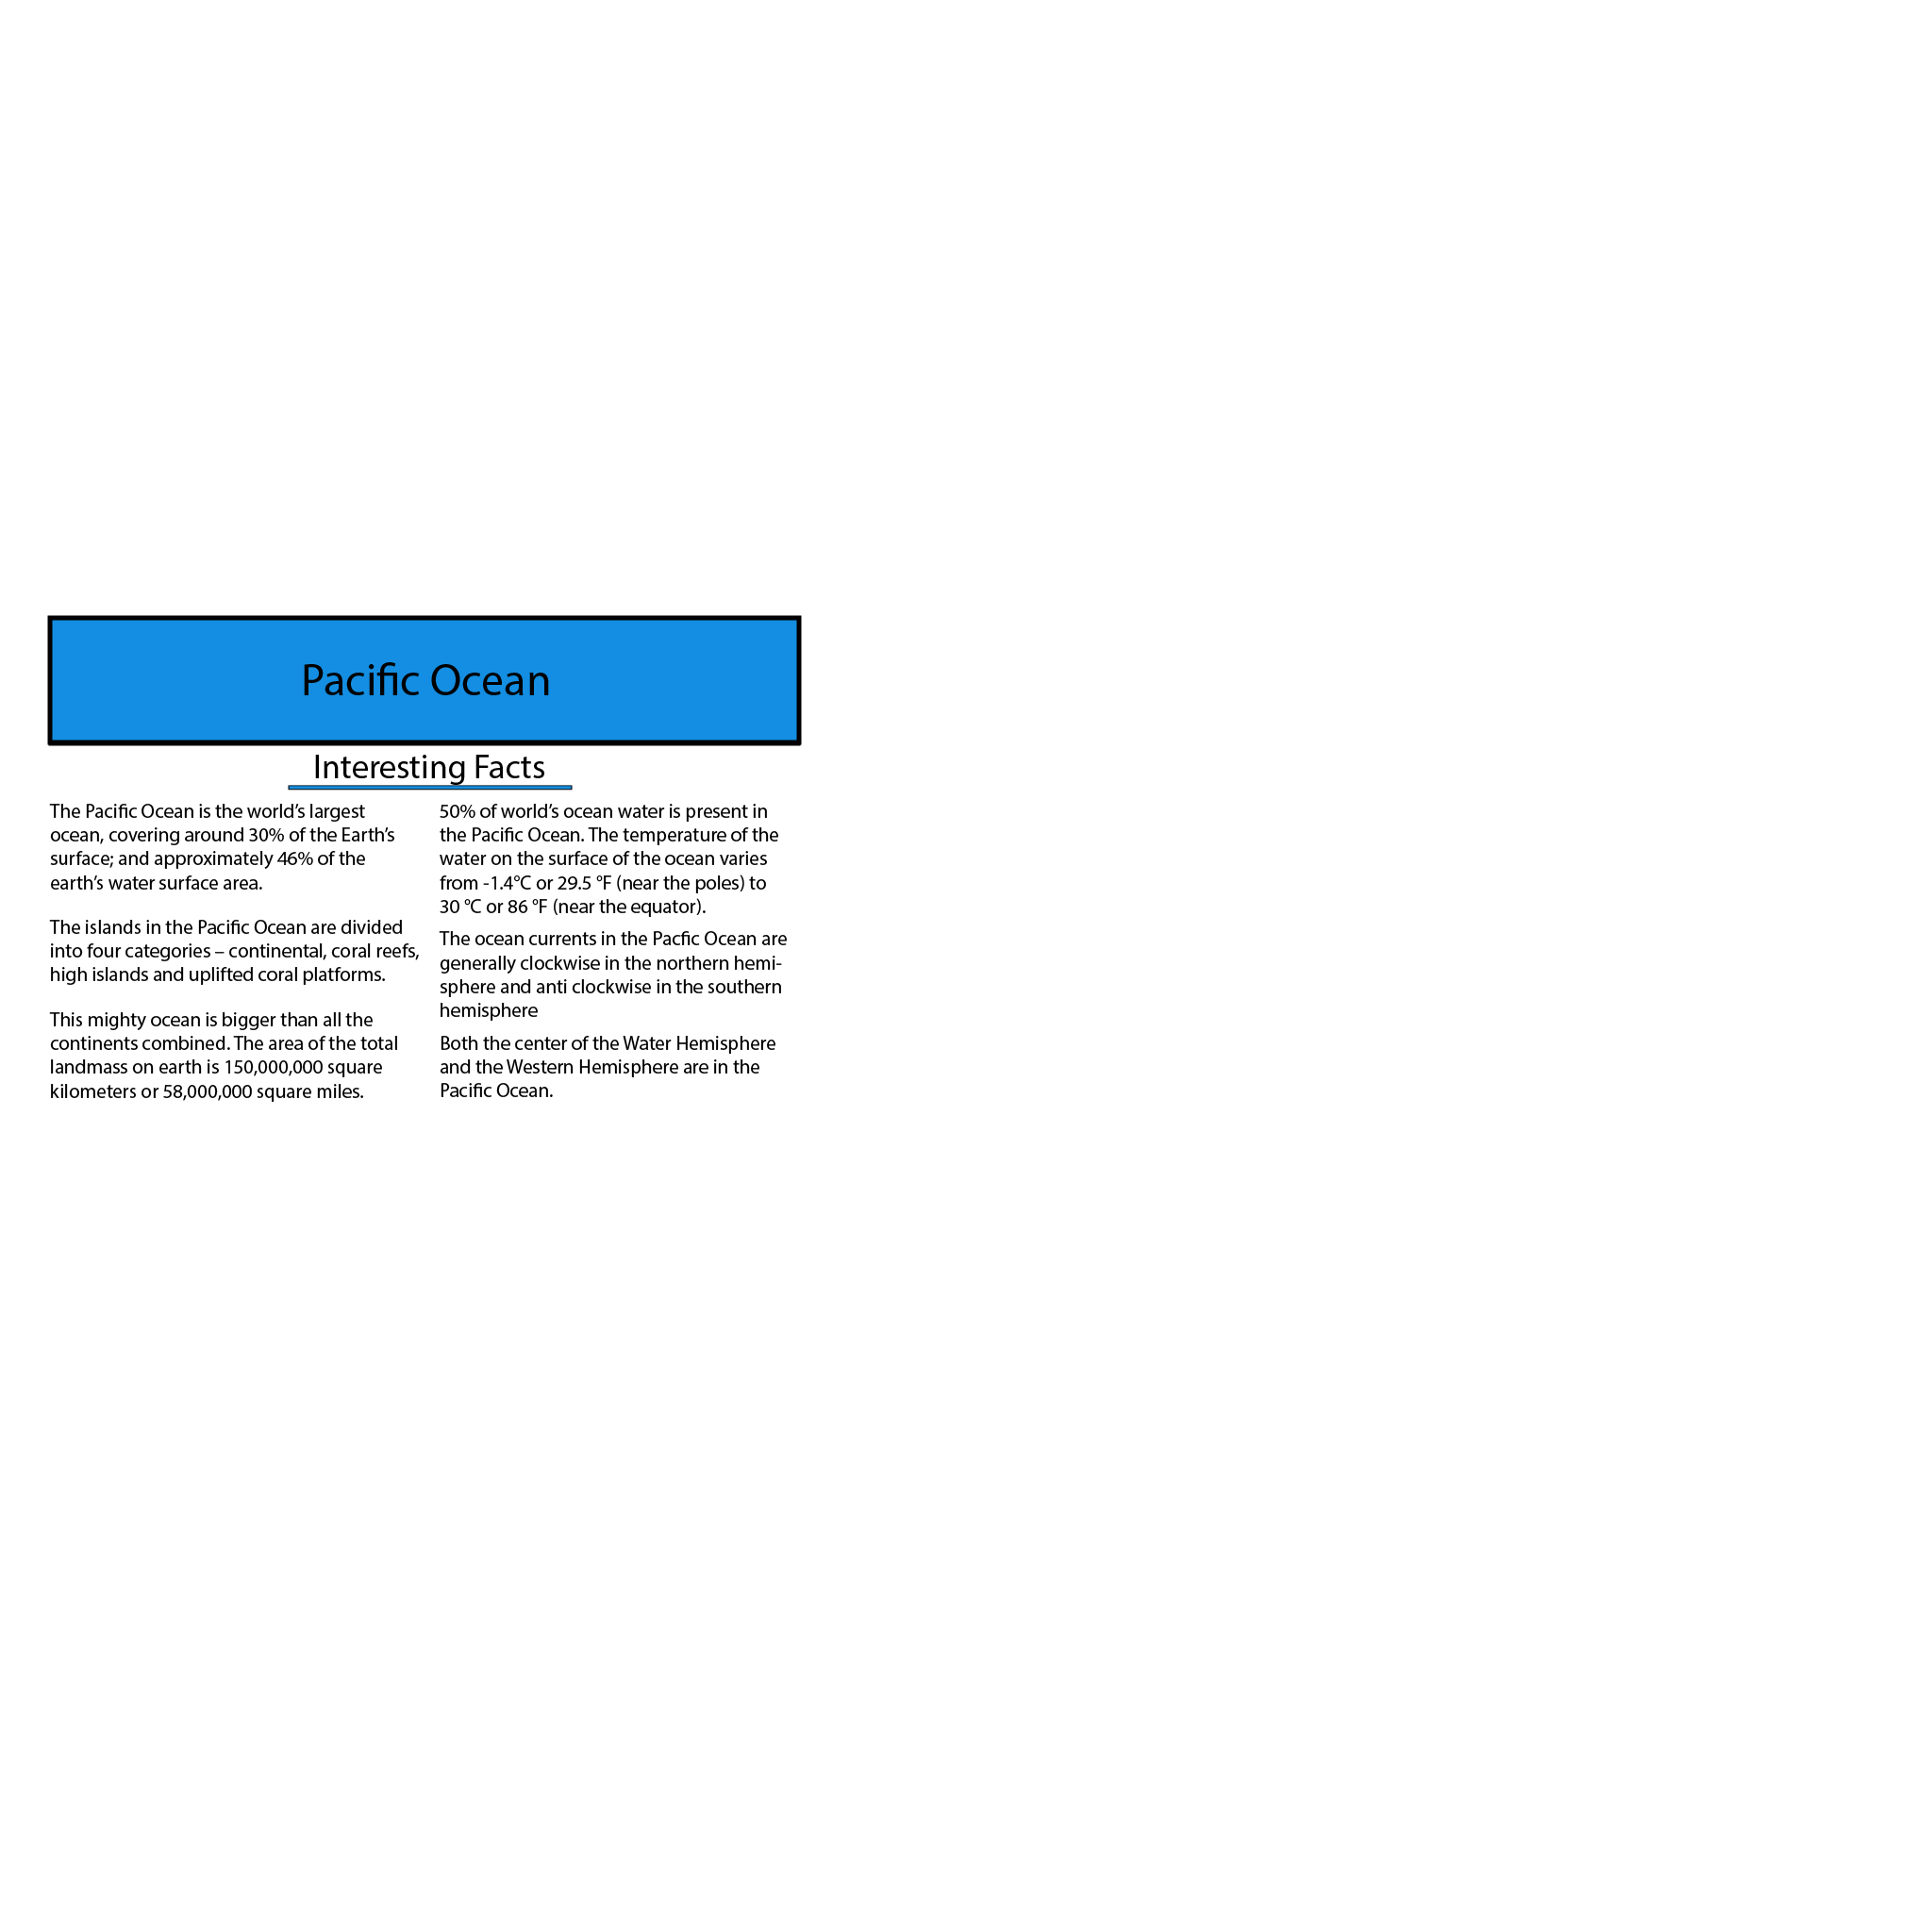 Pacific Ocean
Interesting Facts
The Pacific Ocean is the world’s largest
ocean, covering around 30% of the Earth’s
surface; and approximately 46% of the
earth’s water surface area.
The islands in the Pacific Ocean are divided
into four categories – continental, coral reefs,
high islands and uplifted coral platforms.
This mighty ocean is bigger than all the
continents combined. The area of the total
landmass on earth is 150,000,000 square
kilometers or 58,000,000 square miles.
50% of world’s ocean water is present in
the Pacific Ocean. The temperature of the
water on the surface of the ocean varies
from -1.4°C or 29.5 °F (near the poles) to
30 °C or 86 °F (near the equator).
The ocean currents in the Pacfic Ocean are
generally clockwise in the northern hemi-
sphere and anti clockwise in the southern
hemisphere
Both the center of the Water Hemisphere
and the Western Hemisphere are in the
Pacific Ocean.